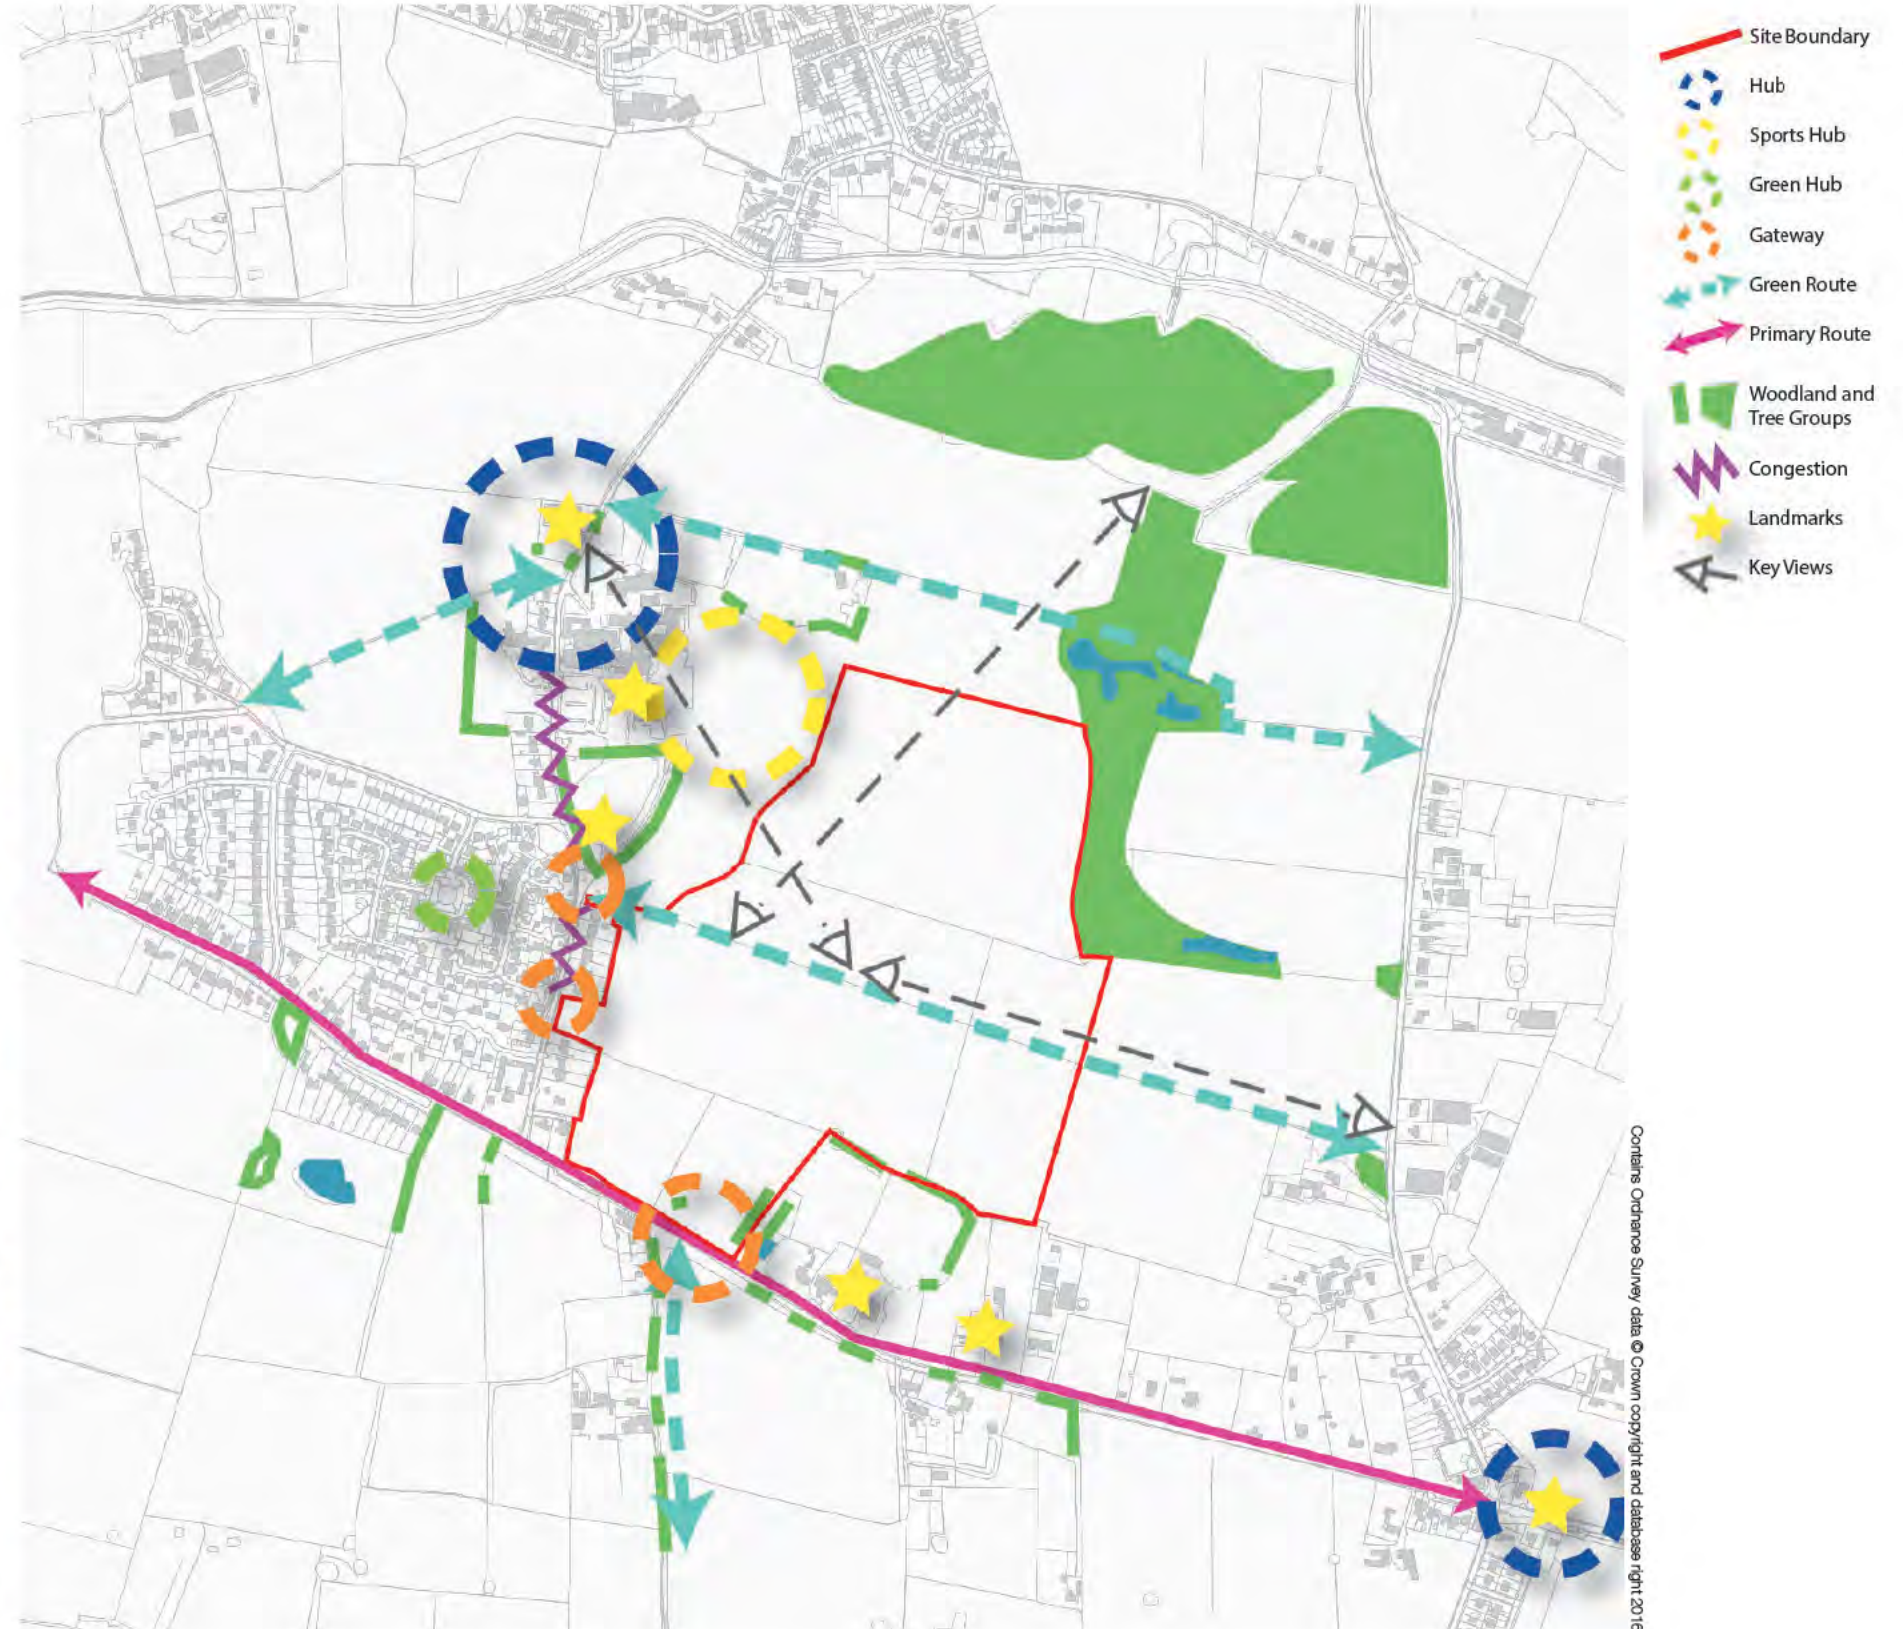 Site Boundary
Hub
Sports Hub
Green Hub
Gateway
Green Route
Primary Route
Woodland and
Tree Groups
Congestion
Landmarks
Key Views
Contains Ordnance Survey data © Crown copyright and database right 2016